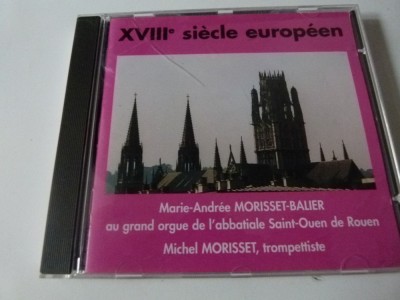 XVIIIᵉ siècle européen
Marie-Andrée MORISSET-BALIER
au grand orgue de l'abbatiale Saint-Ouen de Rouen
Michel MORISSET, trompettiste